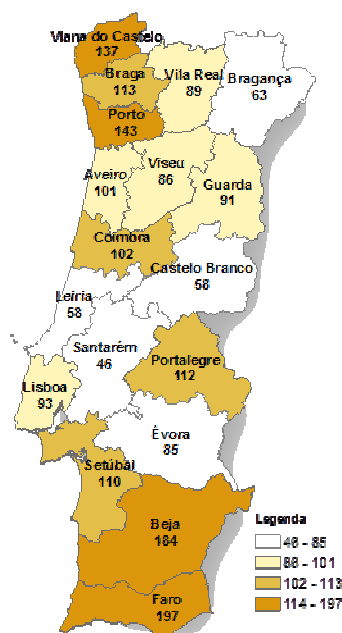 Viana do Castelo
137
Braga
113
Vila Real
89
Bragança
63
Porto
143
Aveiro
101
Viseu
86
Guarda
91
Coimbra
102
Castelo Branco
58
Leiria
58
Santarém
46
Portalegre
112
Lisboa
93
Évora
85
Setúbal
110
Beja
184
Faro
197
Legenda
46 - 85
86 - 101
102 - 113
114 - 197